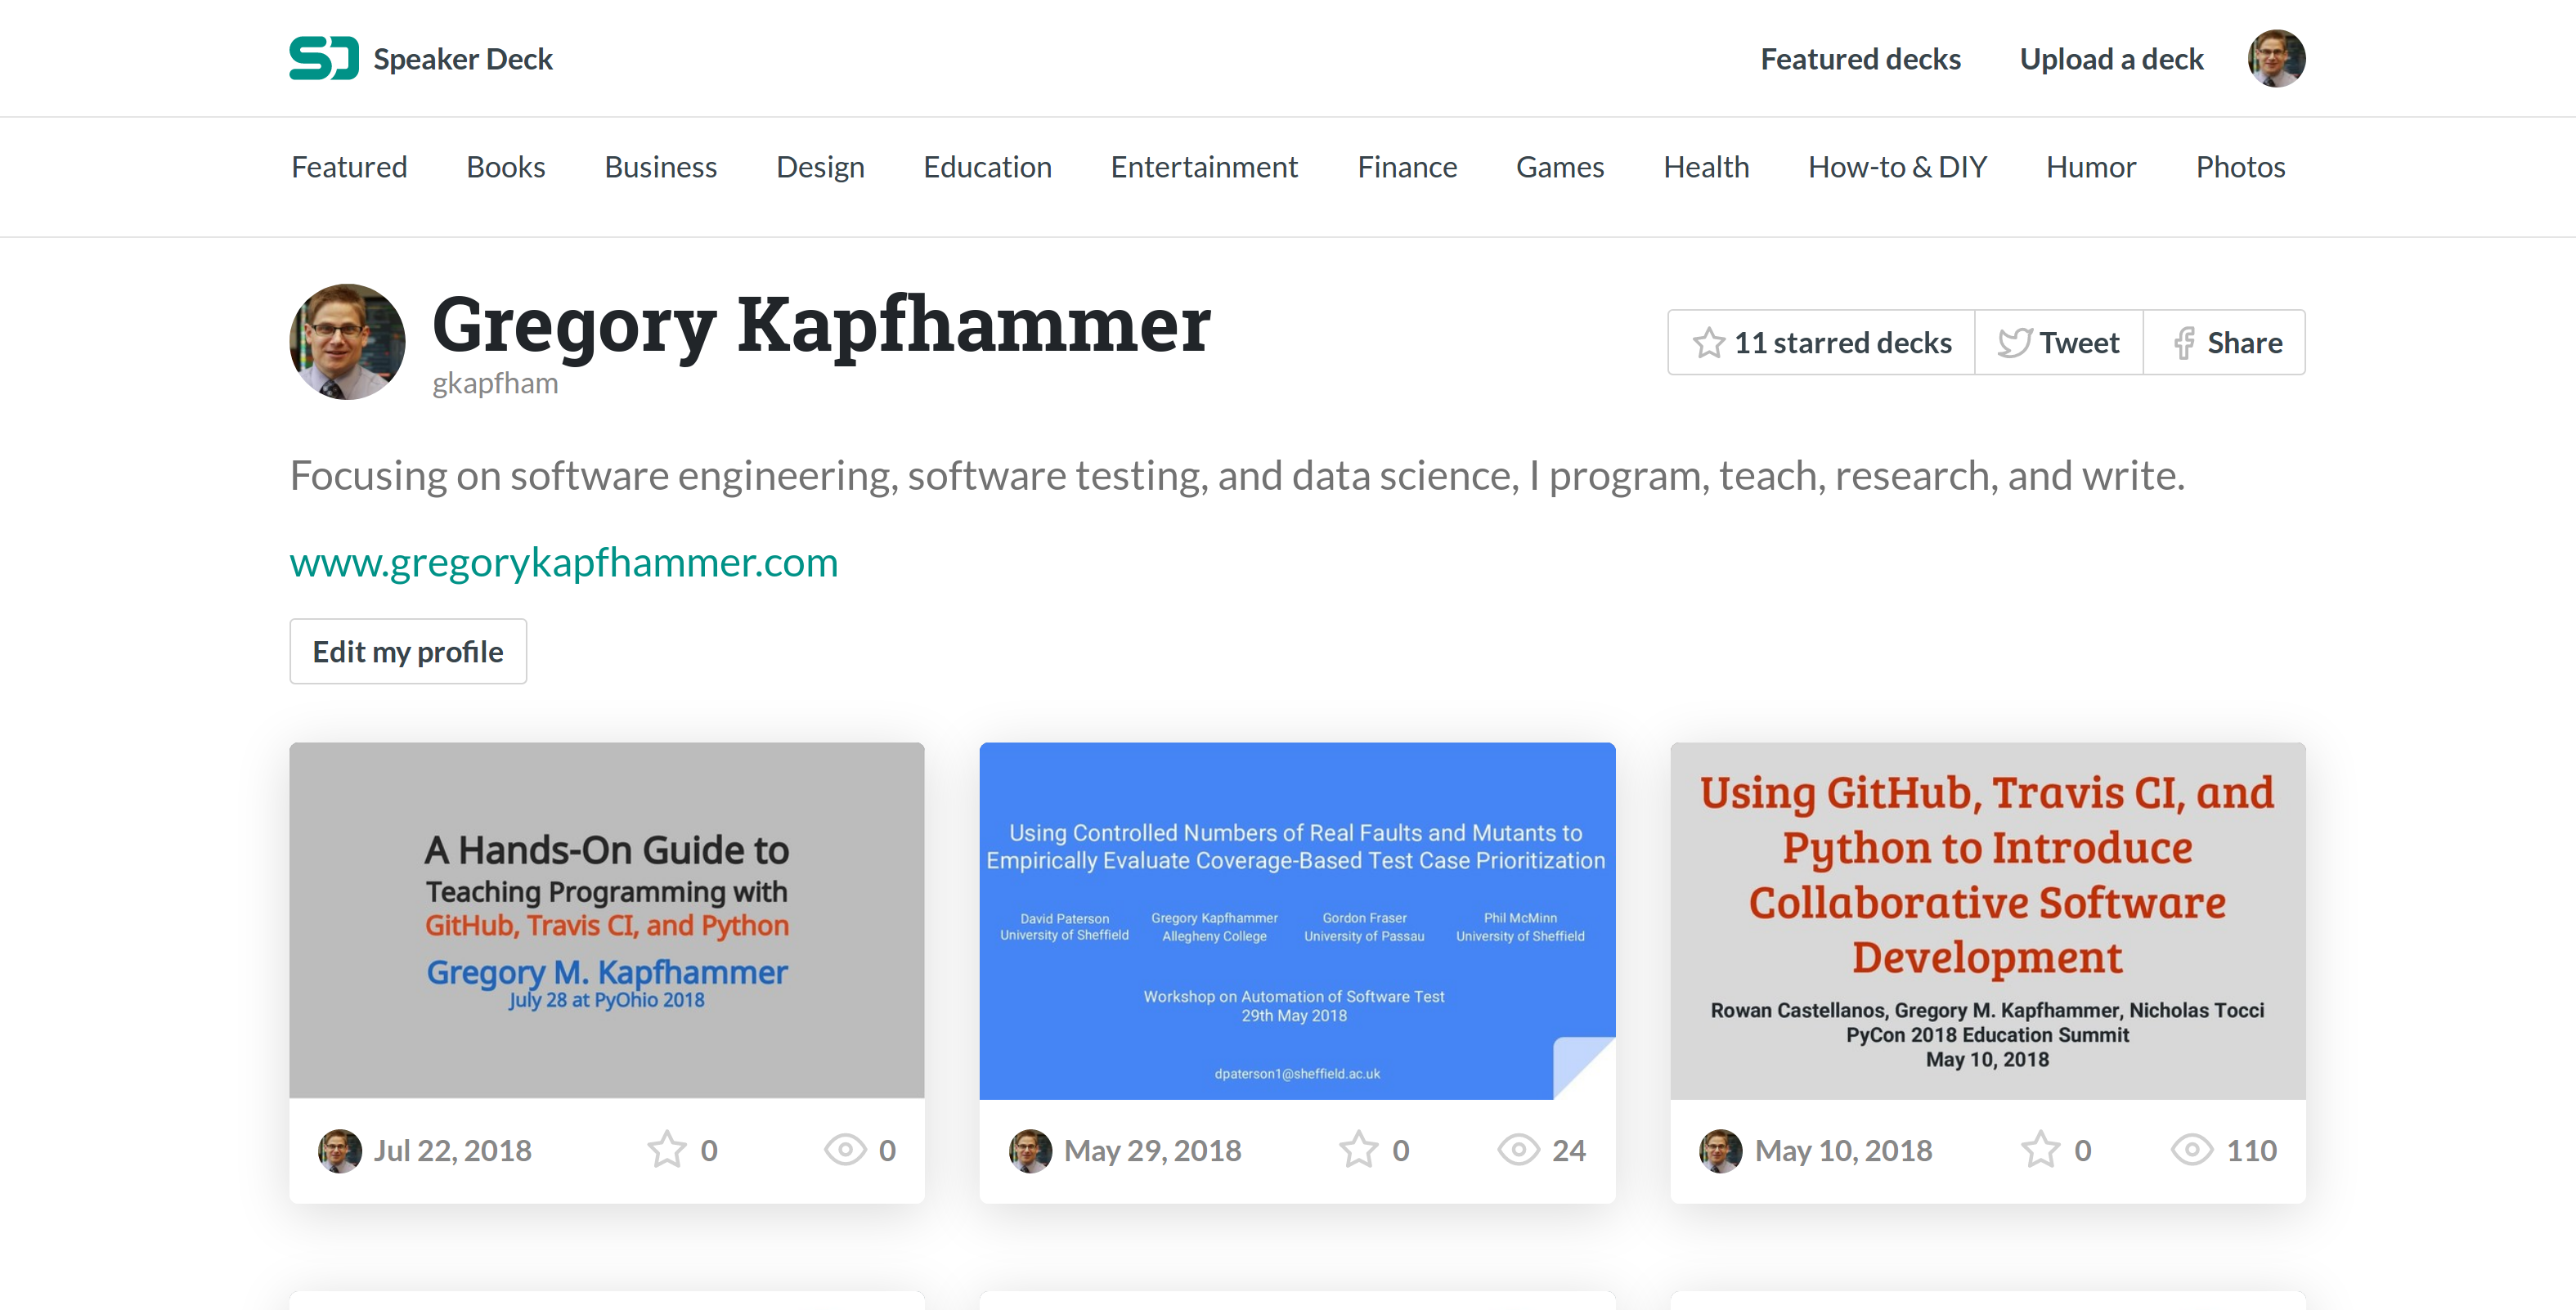 Speaker Deck
Featured decks
Upload a deck
Featured Books Business Design Education Entertainment Finance Games Health How-to & DIY Humor Photos
Gregory Kapfhammer
gkapfham
11 starred decks
Tweet
Share
Focusing on software engineering, software testing, and data science, I program, teach, research, and write.
www.gregorykapfhammer.com
Edit my profile
A Hands-On Guide to
Teaching Programming with
GitHub, Travis CI, and Python
Gregory M. Kapfhammer
July 28 at PyOhio 2018
Jul 22, 2018 0 0
Using Controlled Numbers of Real Faults and Mutants to
Empirically Evaluate Coverage-Based Test Case Prioritization
David Paterson
University of Sheffield
Gregory Kapfhammer
Allegheny College
Gordon Fraser
University of Passau
Phil McMinn
University of Sheffield
Workshop on Automation of Software Test
29th May 2018
dpaterson1@sheffield.ac.uk
May 29, 2018 0 24
Using GitHub, Travis CI, and
Python to Introduce
Collaborative Software
Development
Rowan Castellanos, Gregory M. Kapfhammer, Nicholas Tocci
PyCon 2018 Education Summit
May 10, 2018
May 10, 2018 0 110